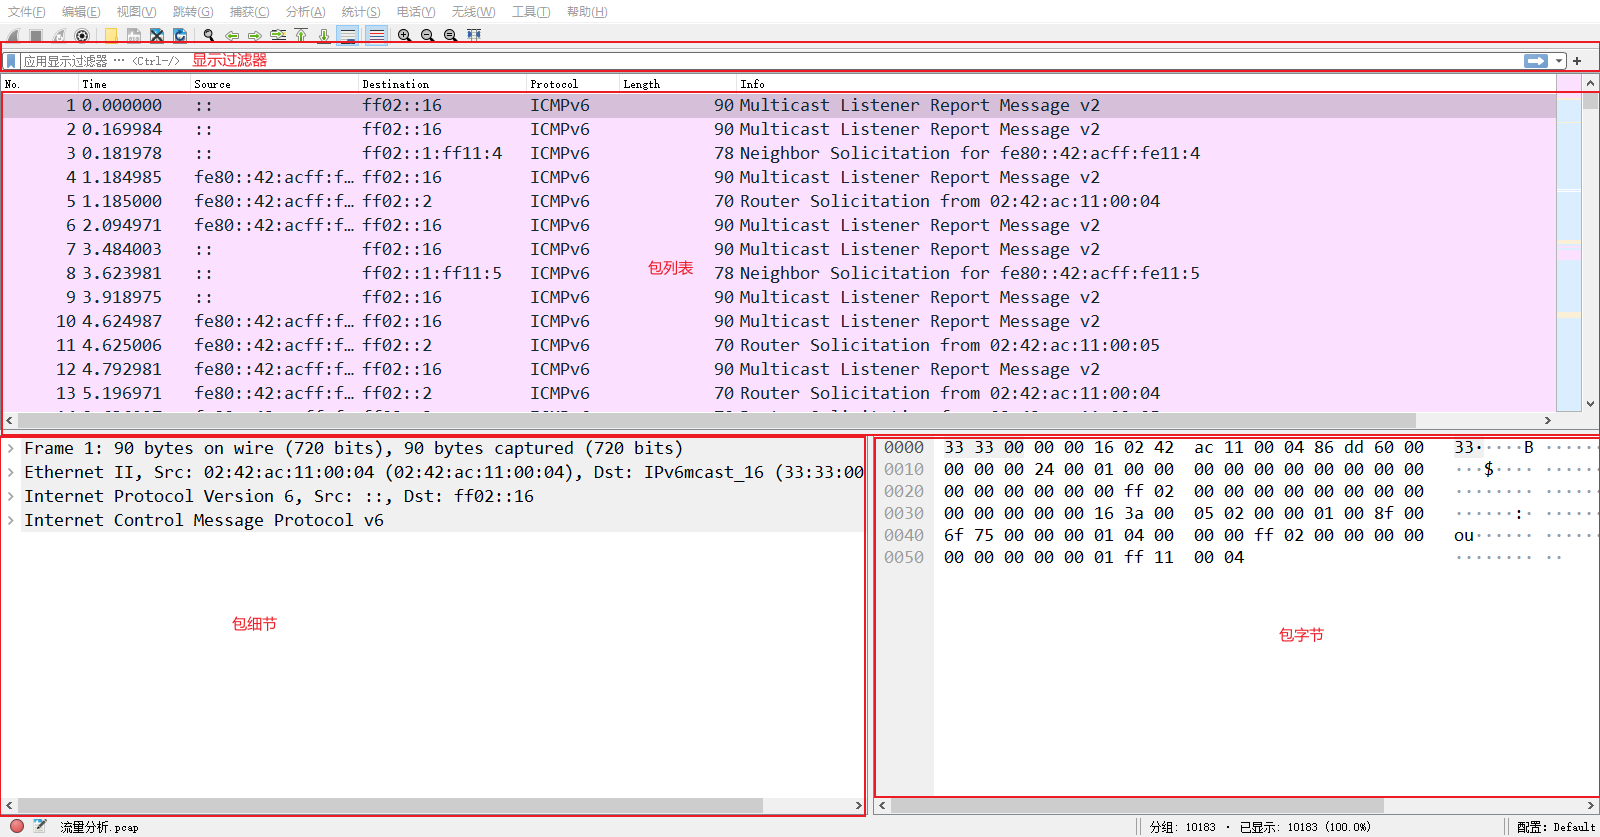 文件(F) 编辑(E) 视图(V) 跳转(G) 捕获(C) 分析(A) 统计(S) 电话(Y) 无线(W) 工具(T) 帮助(H)
应用显示过滤器 … <Ctrl-/> 显示过滤器
No. Time Source Destination Protocol Length Info
1 0.000000 :: ff02::16 ICMPv6 90 Multicast Listener Report Message v2
2 0.169984 :: ff02::16 ICMPv6 90 Multicast Listener Report Message v2
3 0.181978 :: ff02::1:ff11:4 ICMPv6 78 Neighbor Solicitation for fe80::42:acff:fe11:4
4 1.184985 fe80::42:acff:f… ff02::16 ICMPv6 90 Multicast Listener Report Message v2
5 1.185000 fe80::42:acff:f… ff02::2 ICMPv6 70 Router Solicitation from 02:42:ac:11:00:04
6 2.094971 fe80::42:acff:f… ff02::16 ICMPv6 90 Multicast Listener Report Message v2
7 3.484003 :: ff02::16 ICMPv6 90 Multicast Listener Report Message v2
8 3.623981 :: ff02::1:ff11:5 ICMPv6 78 Neighbor Solicitation for fe80::42:acff:fe11:5
包列表
9 3.918975 :: ff02::16 ICMPv6 90 Multicast Listener Report Message v2
10 4.624987 fe80::42:acff:f… ff02::16 ICMPv6 90 Multicast Listener Report Message v2
11 4.625006 fe80::42:acff:f… ff02::2 ICMPv6 70 Router Solicitation from 02:42:ac:11:00:05
12 4.792981 fe80::42:acff:f… ff02::16 ICMPv6 90 Multicast Listener Report Message v2
13 5.196971 fe80::42:acff:f… ff02::2 ICMPv6 70 Router Solicitation from 02:42:ac:11:00:04
Frame 1: 90 bytes on wire (720 bits), 90 bytes captured (720 bits)
Ethernet II, Src: 02:42:ac:11:00:04 (02:42:ac:11:00:04), Dst: IPv6mcast_16 (33:33:00
Internet Protocol Version 6, Src: ::, Dst: ff02::16
Internet Control Message Protocol v6
包细节
0000 33 33 00 00 00 16 02 42 ac 11 00 04 86 dd 60 00 33·····B ······
0010 00 00 00 24 00 01 00 00 00 00 00 00 00 00 00 00 ···$···· ······
0020 00 00 00 00 00 00 ff 02 00 00 00 00 00 00 00 00 ········ ······
0030 00 00 00 00 00 16 3a 00 05 02 00 00 01 00 8f 00 ······:· ······
0040 6f 75 00 00 00 01 04 00 00 00 ff 02 00 00 00 00 ou······ ······
0050 00 00 00 00 00 01 ff 11 00 04 ········ ··
包字节
流量分析.pcap 分组: 10183 · 已显示: 10183 (100.0%) 配置: Default